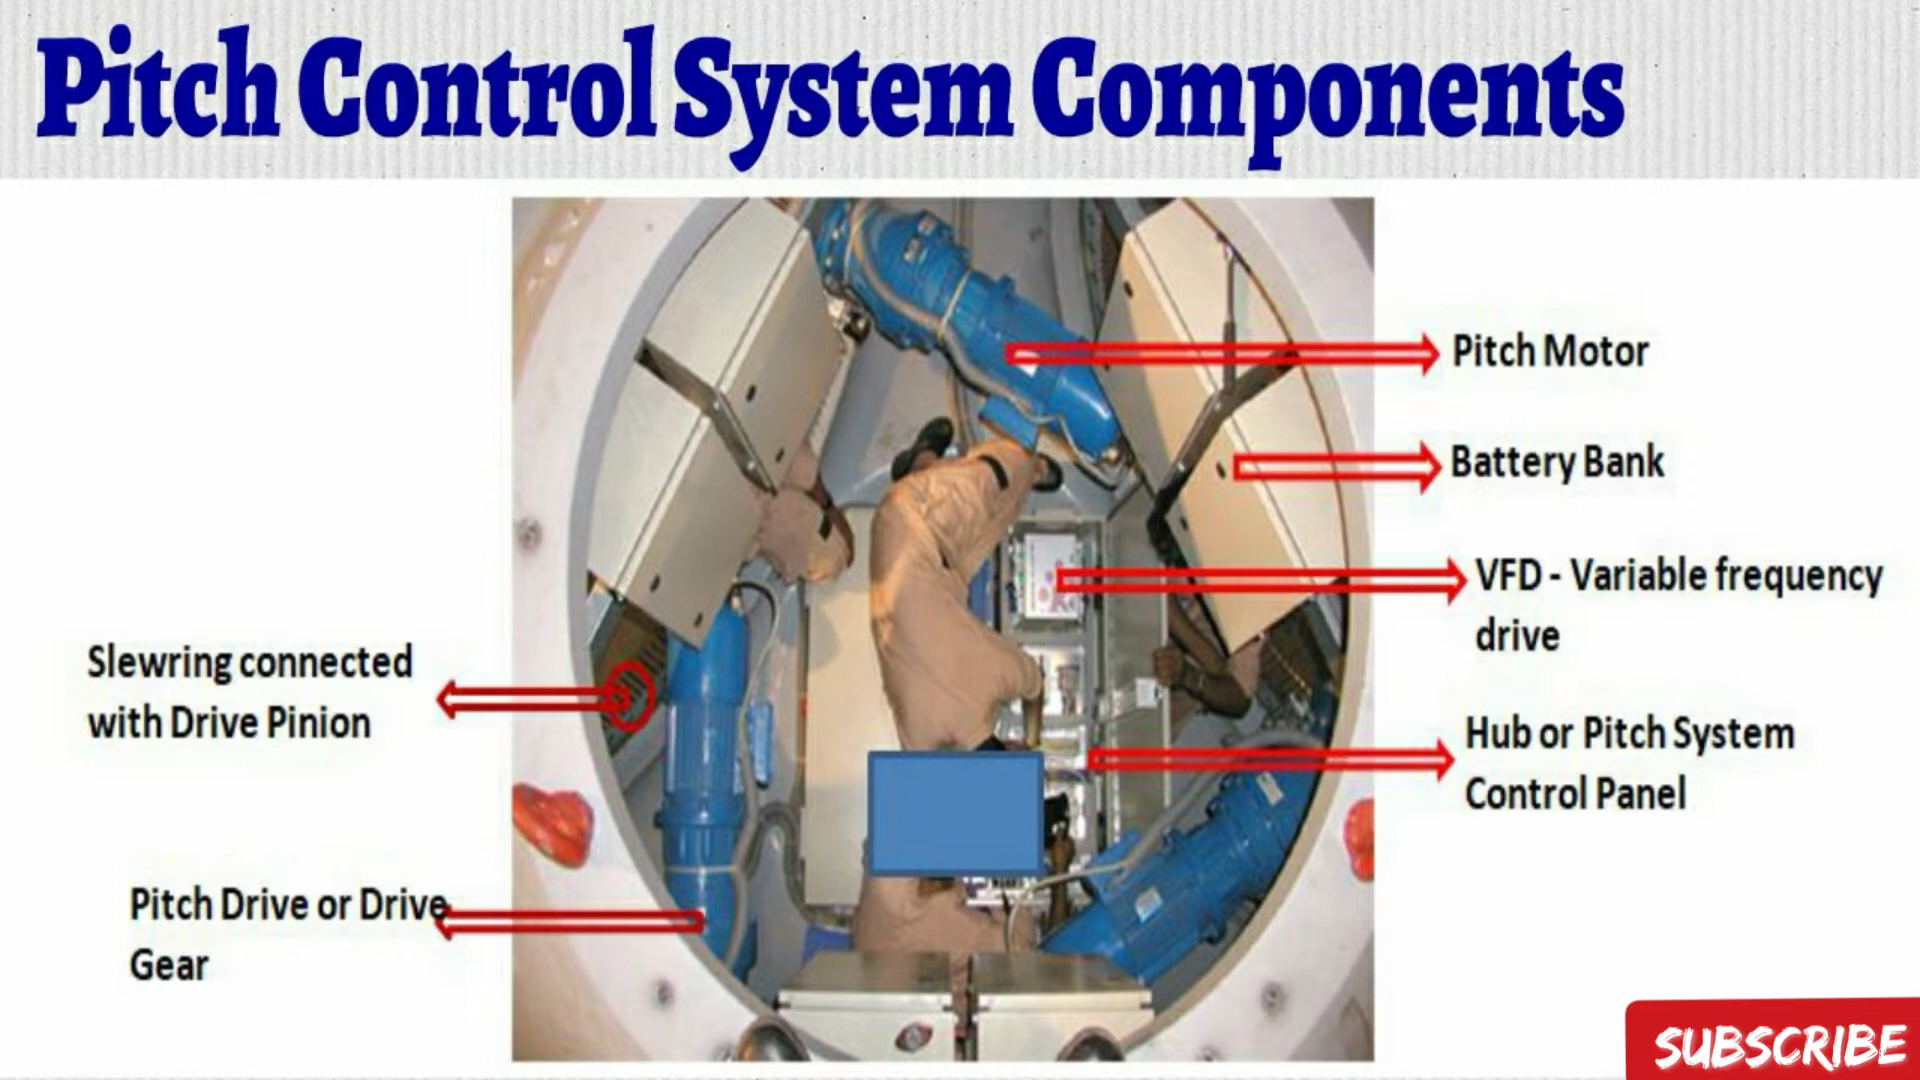 Pitch Control System Components
Pitch Motor
Battery Bank
VFD - Variable frequency
drive
Slewring connected
with Drive Pinion
Hub or Pitch System
Control Panel
Pitch Drive or Drive
Gear
SUBSCRIBE